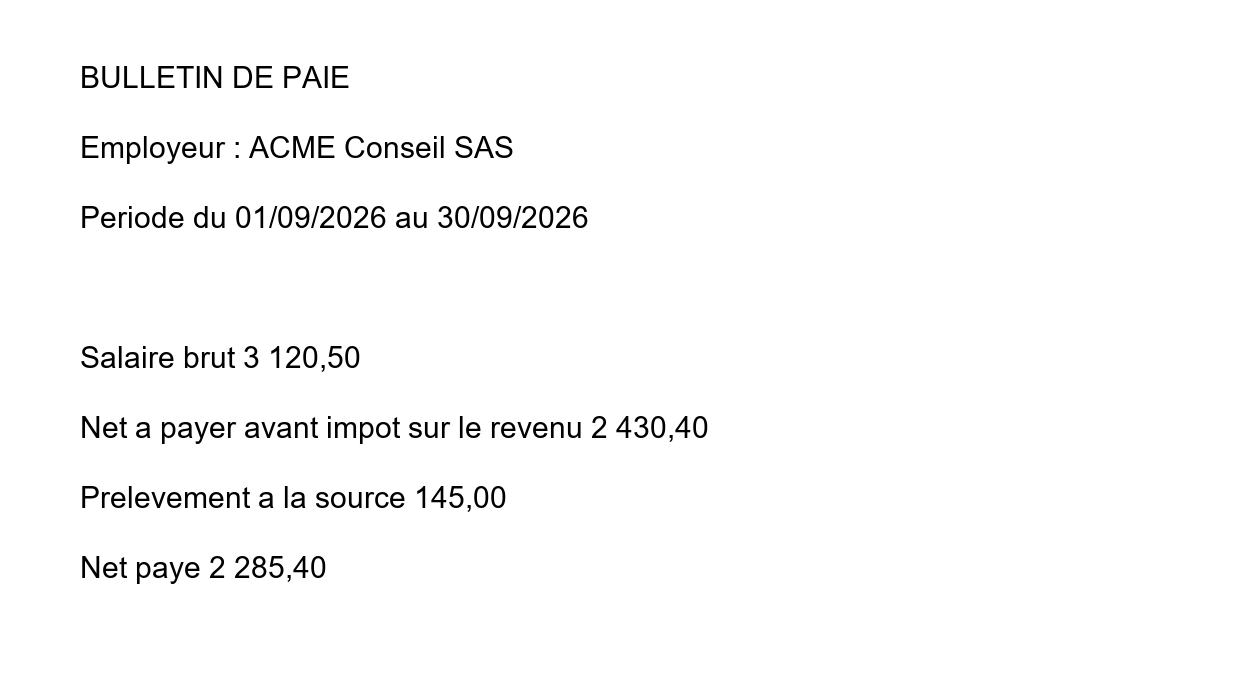 BULLETIN DE PAIE
Employeur : ACME Conseil SAS
Periode du 01/09/2026 au 30/09/2026
Salaire brut 3 120,50
Net a payer avant impot sur le revenu 2 430,40
Prelevement a la source 145,00
Net paye 2 285,40